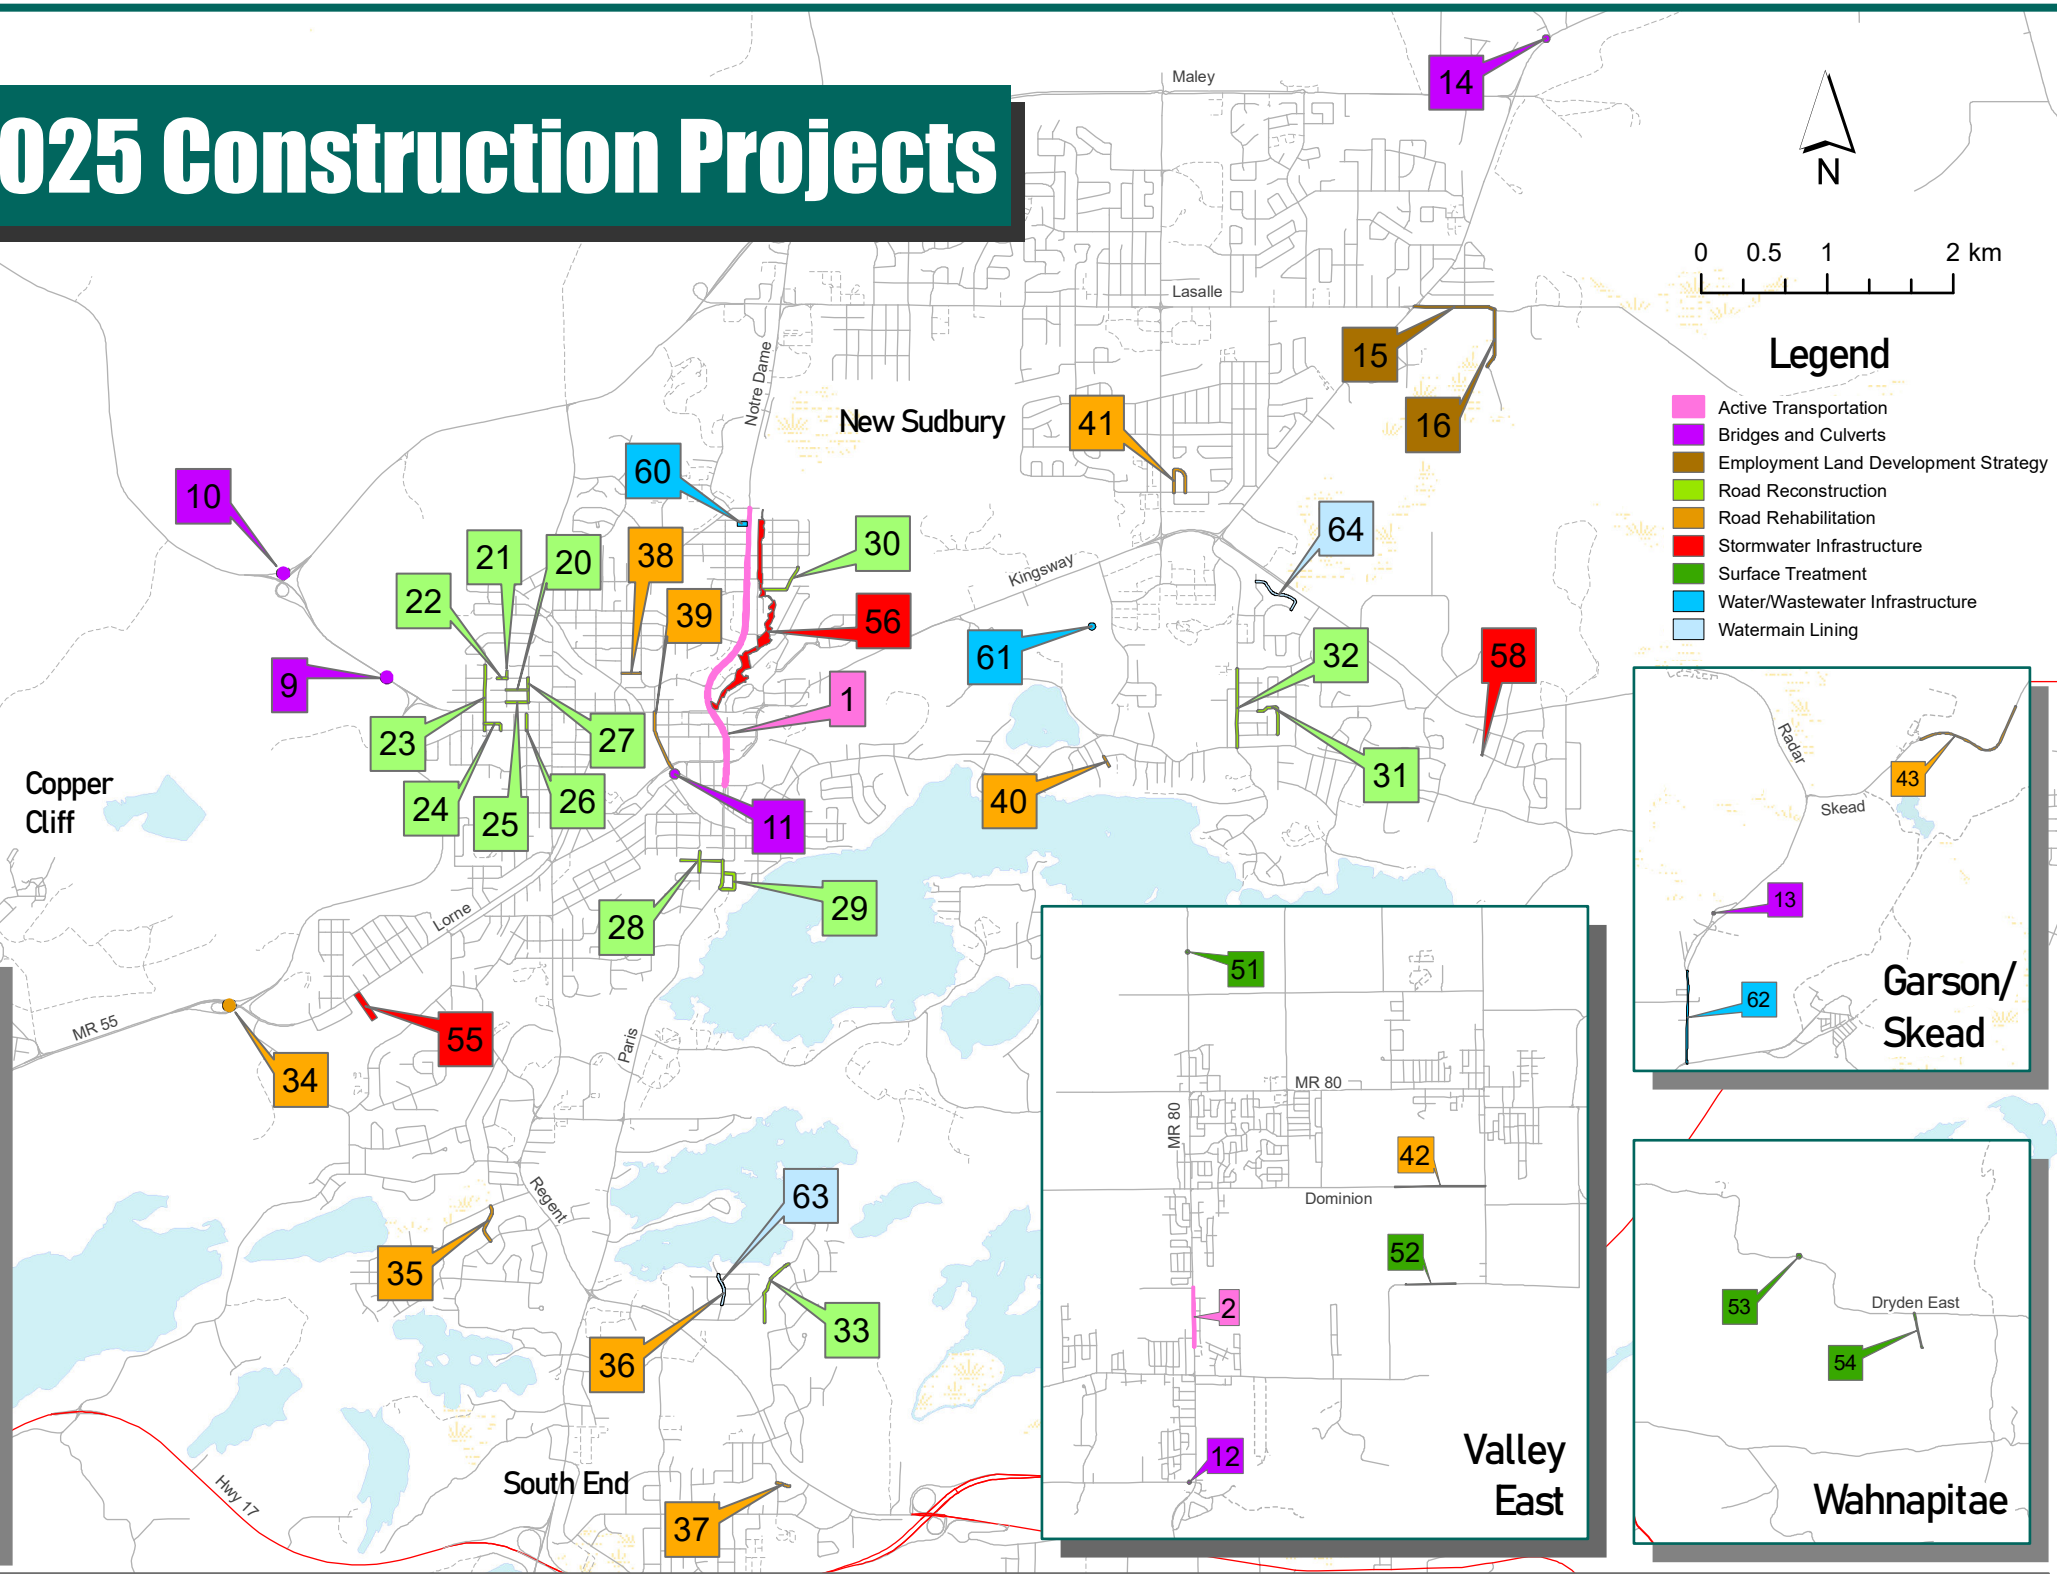 Maley
14
025 Construction Projects
N
0 0.5 1 2 km
Lasalle
Notre Dame
15
Legend
16
41
New Sudbury
Active Transportation
Bridges and Culverts
Employment Land Development Strategy
Road Reconstruction
Road Rehabilitation
Stormwater Infrastructure
Surface Treatment
Water/Wastewater Infrastructure
Watermain Lining
60
10
64
30
21
20
38
Kingsway
22
39
56
61
32
58
9
1
23
27
31
24
25
26
40
11
Copper
Cliff
28
29
Lorne
MR 55
55
34
Paris
Regent
63
35
33
36
Hwy 17
South End
37
51
MR 80
MR 80
42
Dominion
52
2
12
Valley
East
Radar
43
Skead
13
62
Garson/
Skead
53
Dryden East
54
Wahnapitae